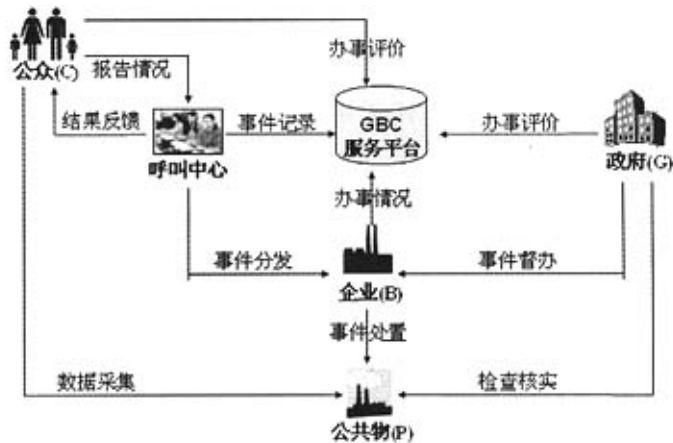 办事评价
公众(C)
报告情况
结果反馈
事件记录
GBC
服务平台
办事评价
呼叫中心
政府(G)
办事情况
事件分发
事件督办
企业(B)
事件处置
数据采集
检查核实
公共物(P)